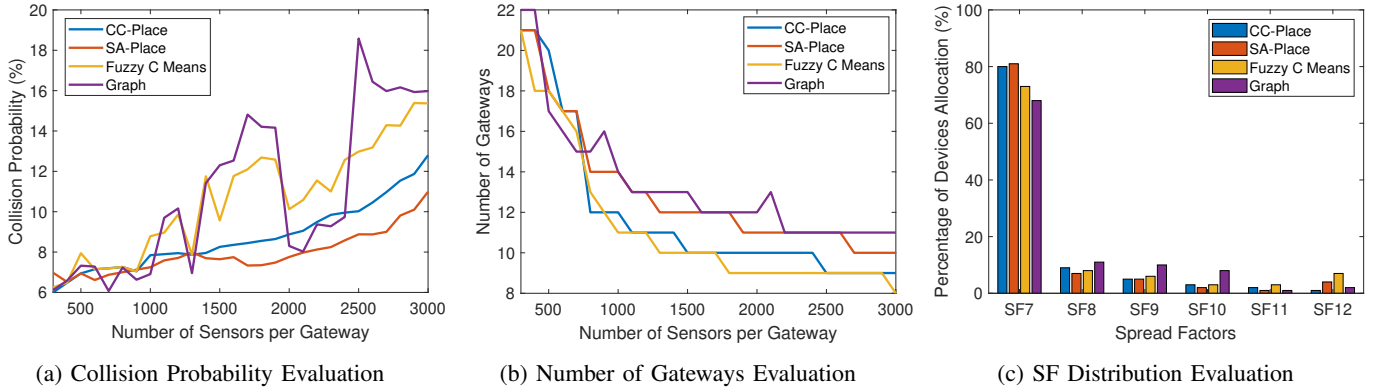 20
18
16
14
12
10
8
6
Collision Probability (%)
CC-Place
SA-Place
Fuzzy C Means
Graph
500 1000 1500 2000 2500 3000
Number of Sensors per Gateway
(a) Collision Probability Evaluation
22
20
18
16
14
12
10
8
Number of Gateways
CC-Place
SA-Place
Fuzzy C Means
Graph
500 1000 1500 2000 2500 3000
Number of Sensors per Gateway
(b) Number of Gateways Evaluation
100
80
60
40
20
0
Percentage of Devices Allocation (%)
CC-Place
SA-Place
Fuzzy C Means
Graph
SF7 SF8 SF9 SF10 SF11 SF12
Spread Factors
(c) SF Distribution Evaluation